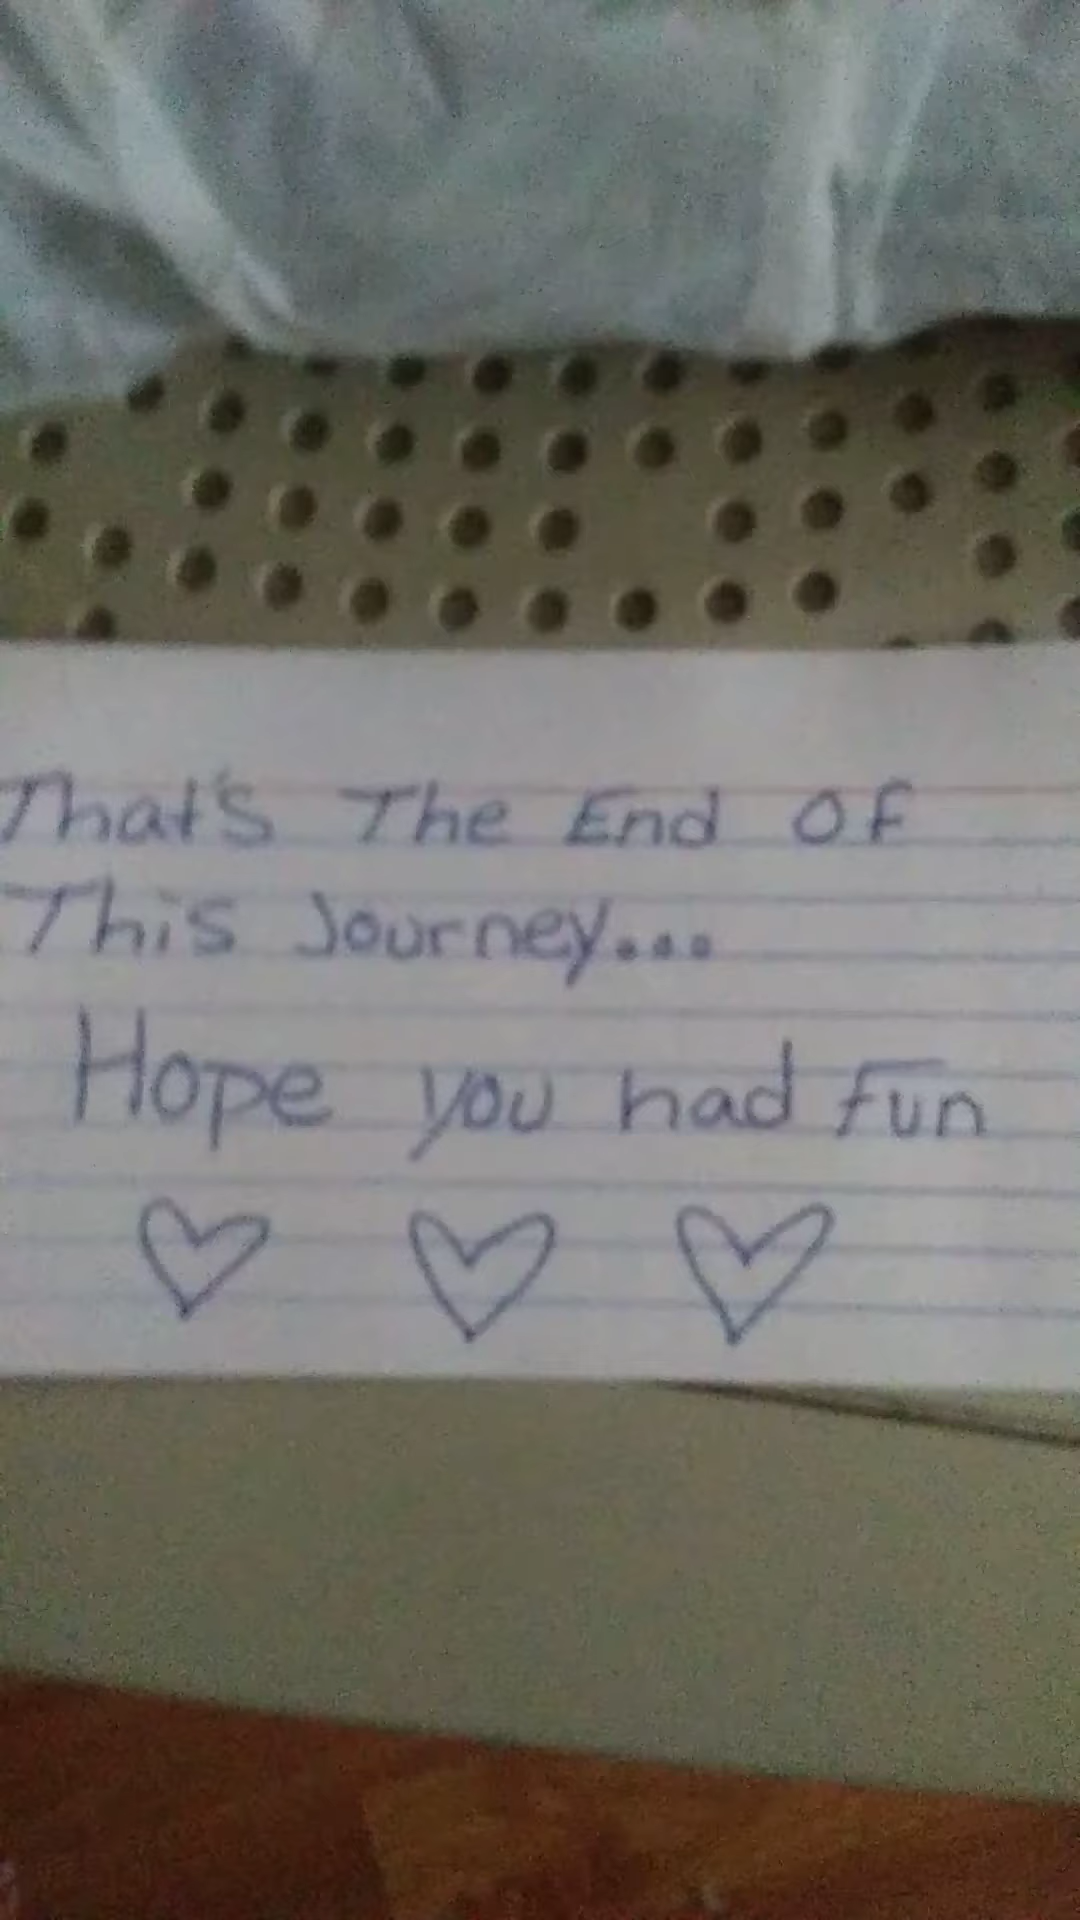 That's The End Of
This Journey...
Hope you had fun
♡ ♡ ♡